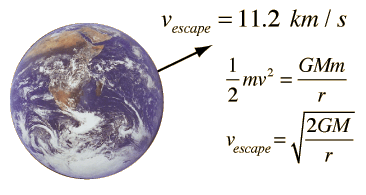 v_escape = 11.2 km / s
1/2 mv² = GMm/r
v_escape = √(2GM/r)